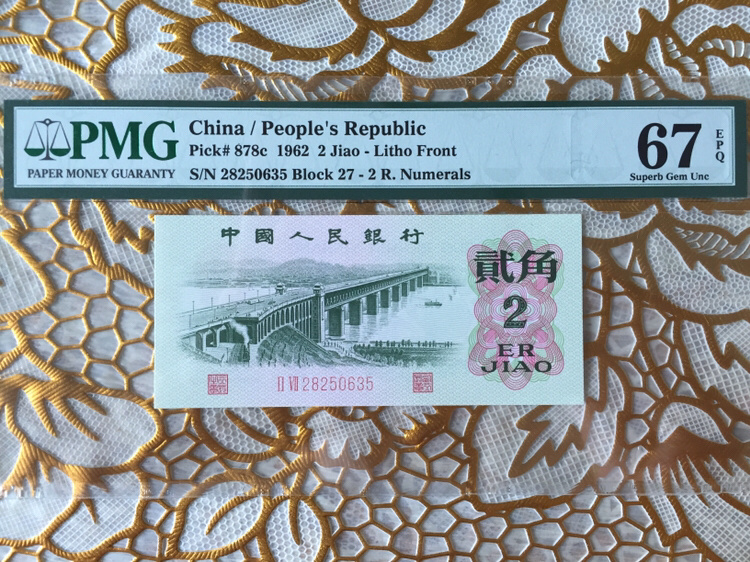 PMG
PAPER MONEY GUARANTY
China / People's Republic
Pick# 878c 1962 2 Jiao - Litho Front
S/N 28250635 Block 27 - 2 R. Numerals
67
EPQ
Superb Gem Unc
中國人民銀行
貳角
2
ER
JIAO
II VII 28250635